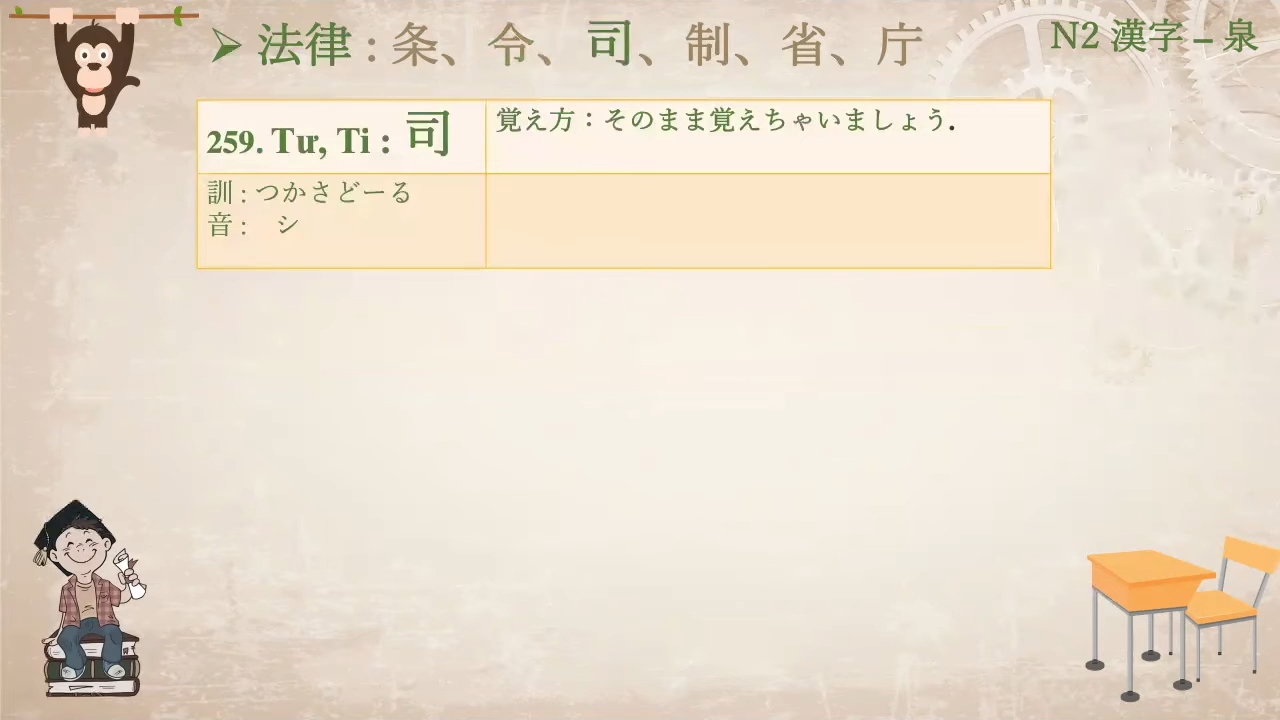 ➢ 法律 : 条、令、司、制、省、庁
N2 漢字 – 泉
259. Tư, Ti : 司
覚え方：そのまま覚えちゃいましょう.
訓 : つかさどーる
音 :　シ